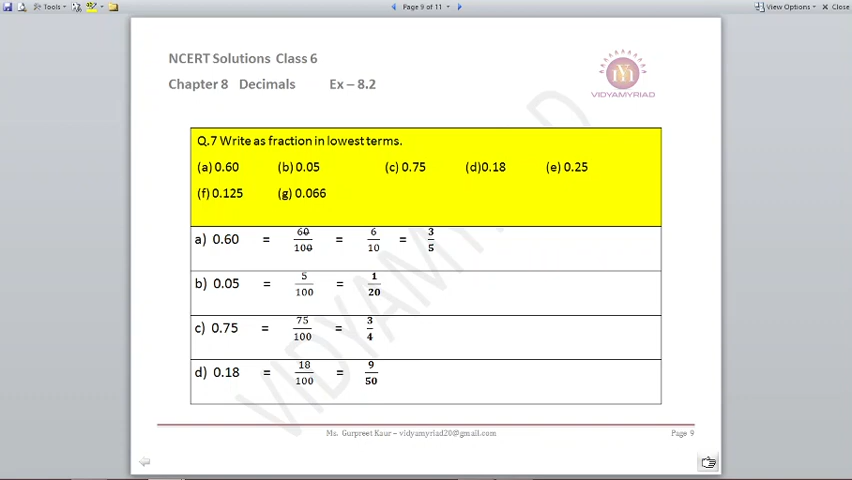 Tools Page 9 of 11 View Options Close
NCERT Solutions Class 6
Chapter 8 Decimals Ex – 8.2
VIDYAMYRIAD
Q.7 Write as fraction in lowest terms.
(a) 0.60 (b) 0.05 (c) 0.75 (d)0.18 (e) 0.25
(f) 0.125 (g) 0.066
a) 0.60 = 60/100 = 6/10 = 3/5
b) 0.05 = 5/100 = 1/20
c) 0.75 = 75/100 = 3/4
d) 0.18 = 18/100 = 9/50
VIDYAMYRIAD
Ms. Gurpreet Kaur – vidyamyriad20@gmail.com Page 9